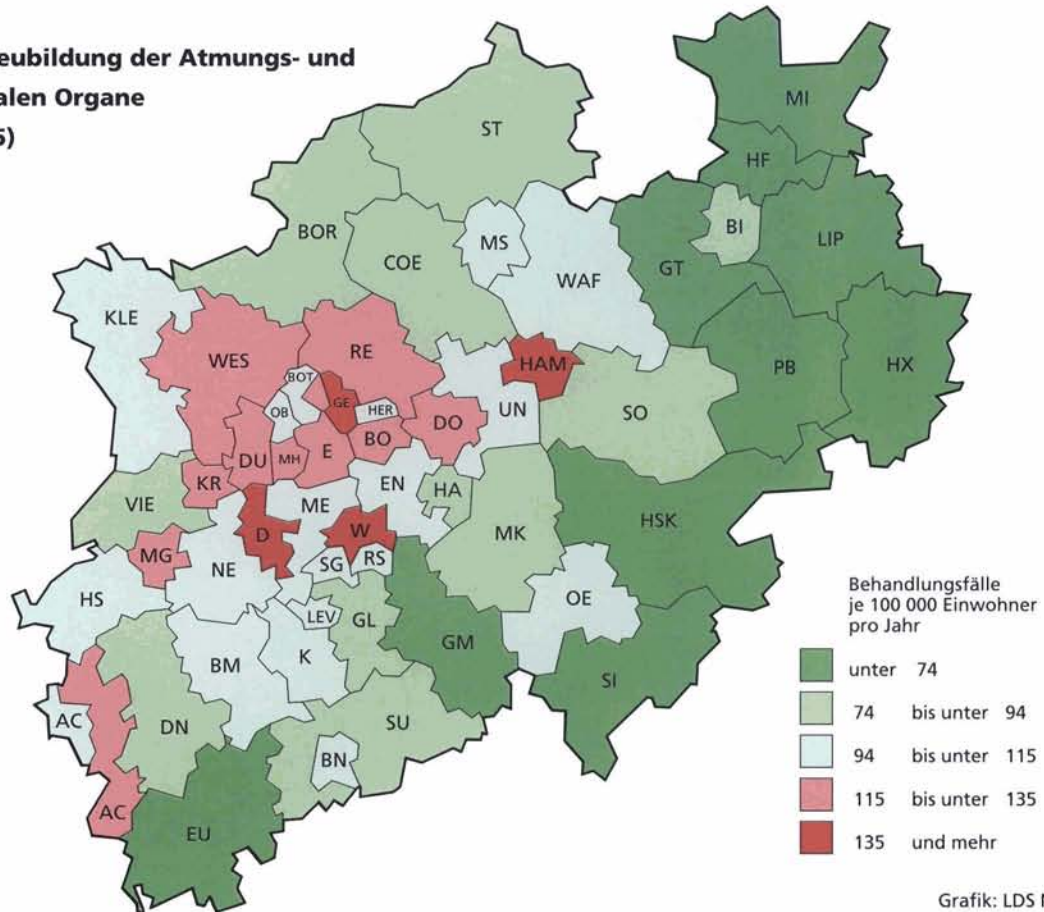 eubildung der Atmungs- und
alen Organe
5)
MI
ST
HF
BI
BOR
MS
LIP
COE
GT
WAF
KLE
RE
WES
HAM
PB
HX
BOT
GE
OB
HER
UN
SO
DO
BO
E
MH
DU
KR
EN
HA
VIE
ME
HSK
D
W
MK
MG
NE
SG
RS
OE
HS
LEV
GL
K
GM
BM
SI
AC
DN
SU
BN
AC
EU
Behandlungsfälle
je 100 000 Einwohner
pro Jahr
unter 74
74 bis unter 94
94 bis unter 115
115 bis unter 135
135 und mehr
Grafik: LDS